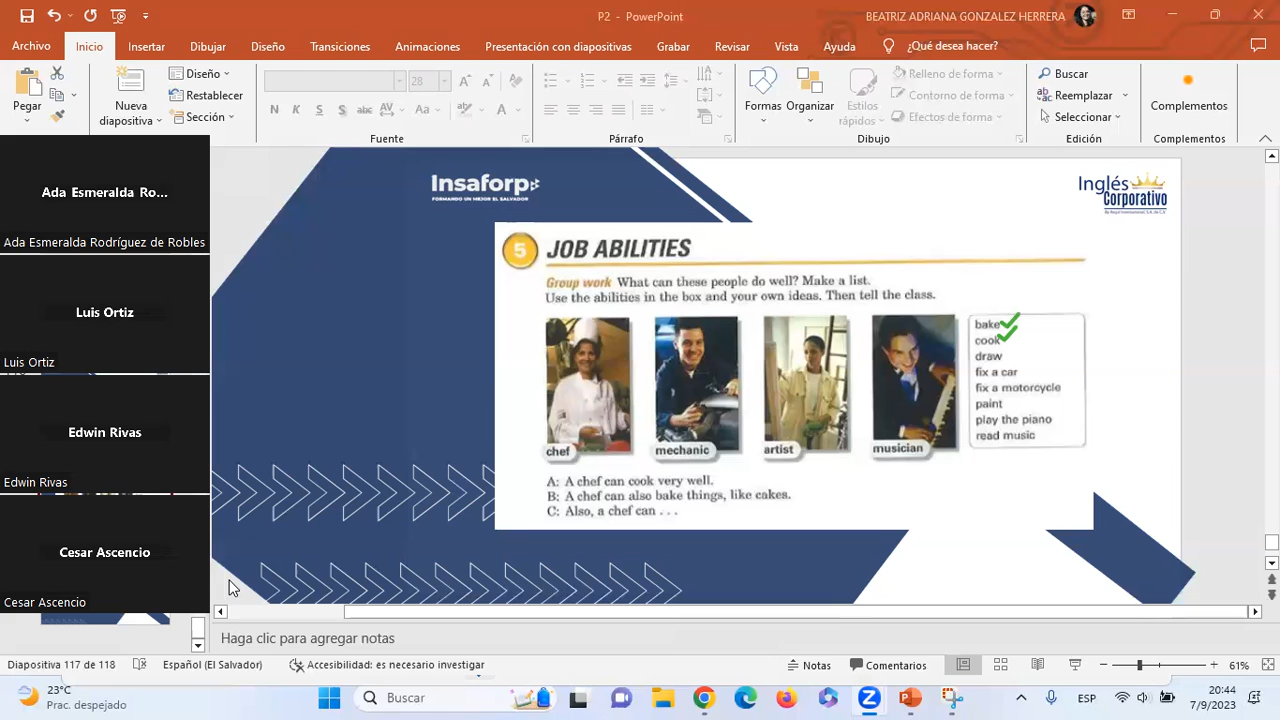 P2 - PowerPoint
BEATRIZ ADRIANA GONZALEZ HERRERA
Archivo Inicio Insertar Dibujar Diseño Transiciones Animaciones Presentación con diapositivas Grabar Revisar Vista Ayuda ¿Qué desea hacer?
Pegar
Nueva diapositiva
Diseño
Restablecer
Sección
28
N K S S abc AV Aa A
Fuente
Párrafo
Formas
Organizar
Estilos rápidos
Relleno de forma
Contorno de forma
Efectos de forma
Dibujo
Buscar
Reemplazar
Seleccionar
Edición
Complementos
Complementos
Ada Esmeralda Ro...
Ada Esmeralda Rodríguez de Robles
Luis Ortiz
Luis Ortiz
Edwin Rivas
Edwin Rivas
Cesar Ascencio
Cesar Ascencio
Insaforp
FORMANDO UN MEJOR EL SALVADOR
Inglés
Corporativo
5 JOB ABILITIES
Group work What can these people do well? Make a list.
Use the abilities in the box and your own ideas. Then tell the class.
chef
mechanic
artist
musician
bake
cook
draw
fix a car
fix a motorcycle
paint
play the piano
read music
A: A chef can cook very well.
B: A chef can also bake things, like cakes.
C: Also, a chef can . . .
Haga clic para agregar notas
Diapositiva 117 de 118 Español (El Salvador) Accesibilidad: es necesario investigar Notas Comentarios 61%
23°C
Prac. despejado
Buscar
ESP
20:44
7/9/2023